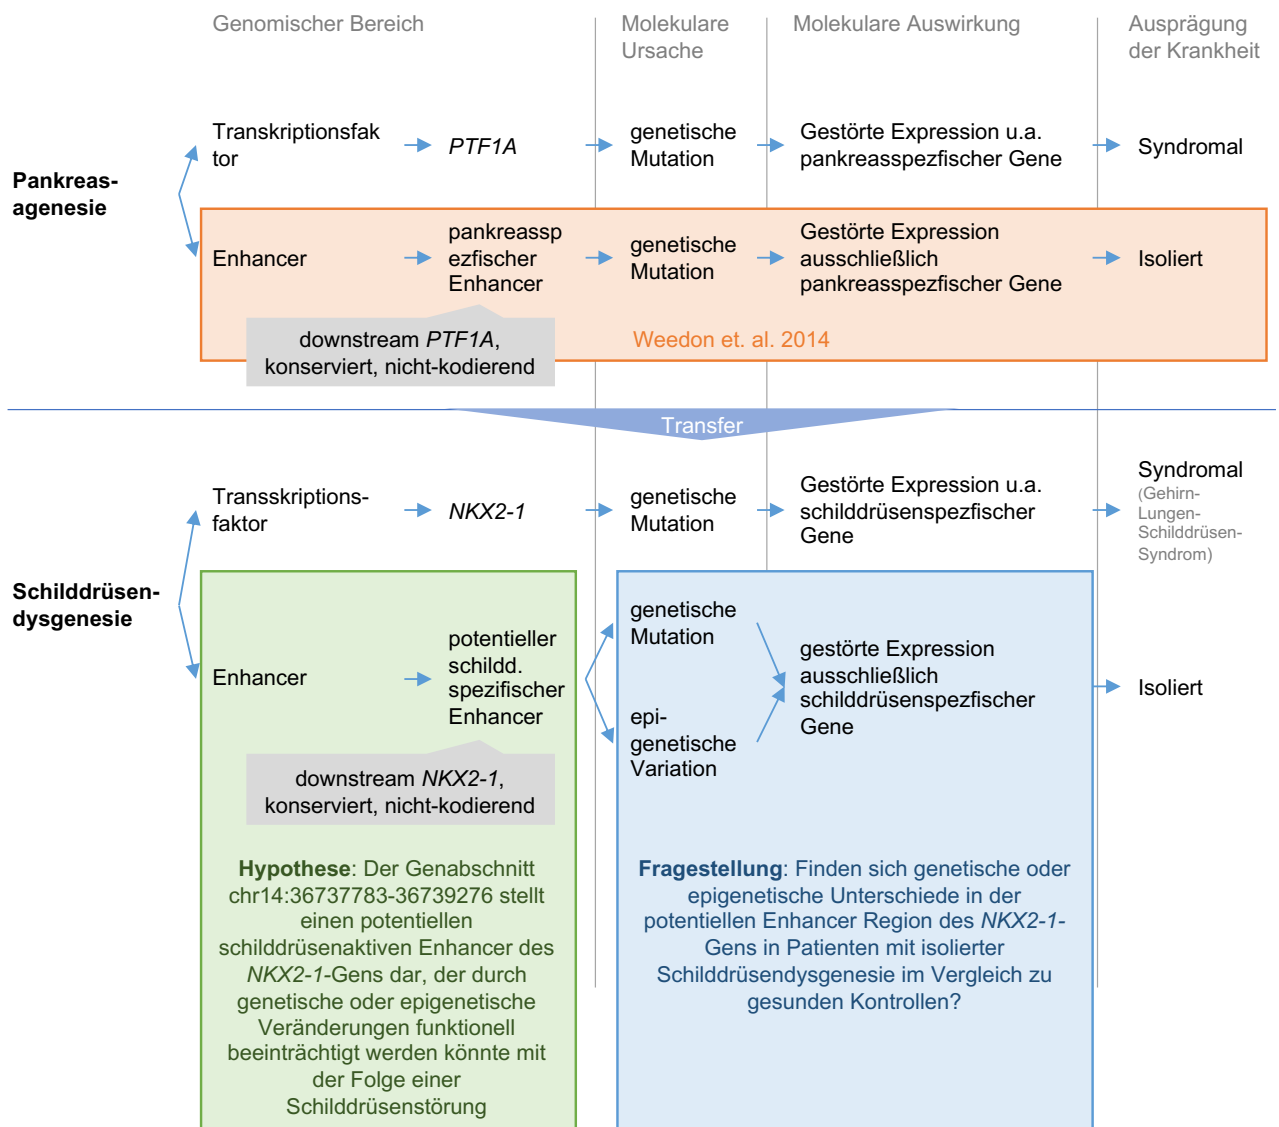 Genomischer Bereich
Molekulare
Ursache
Molekulare Auswirkung
Ausprägung
der Krankheit
Pankreas-
agenesie
Transkriptionsfak
tor
PTF1A
genetische
Mutation
Gestörte Expression u.a.
pankreasspezfischer Gene
Syndromal
Enhancer
pankreassp
ezfischer
Enhancer
genetische
Mutation
Gestörte Expression
ausschließlich
pankreasspezfischer Gene
Isoliert
downstream PTF1A,
konserviert, nicht-kodierend
Weedon et. al. 2014
Transfer
Schilddrüsen-
dysgenesie
Transskriptions-
faktor
NKX2-1
genetische
Mutation
Gestörte Expression u.a.
schilddrüsenspezfischer
Gene
Syndromal
(Gehirn-
Lungen-
Schilddrüsen-
Syndrom)
Enhancer
potentieller
schildd.
spezifischer
Enhancer
genetische
Mutation
epi-
genetische
Variation
gestörte Expression
ausschließlich
schilddrüsenspezfischer
Gene
Isoliert
downstream NKX2-1,
konserviert, nicht-kodierend
Hypothese: Der Genabschnitt
chr14:36737783-36739276 stellt
einen potentiellen
schilddrüsenaktiven Enhancer des
NKX2-1-Gens dar, der durch
genetische oder epigenetische
Veränderungen funktionell
beeinträchtigt werden könnte mit
der Folge einer
Schilddrüsenstörung
Fragestellung: Finden sich genetische oder
epigenetische Unterschiede in der
potentiellen Enhancer Region des NKX2-1-
Gens in Patienten mit isolierter
Schilddrüsendysgenesie im Vergleich zu
gesunden Kontrollen?